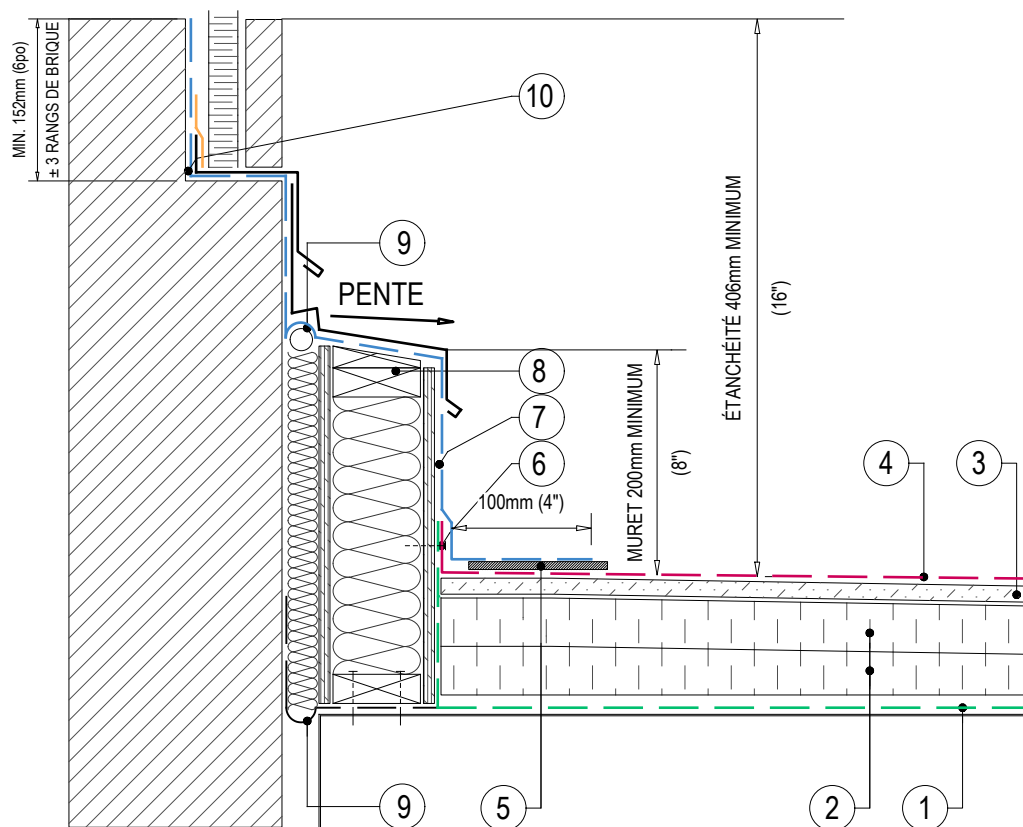 MIN. 152mm (6po)
± 3 RANGS DE BRIQUE
10
9
PENTE
ÉTANCHÉITÉ 406mm MINIMUM
(16")
8
7
MURET 200mm MINIMUM
(8")
6
100mm (4")
4
3
9
5
2
1